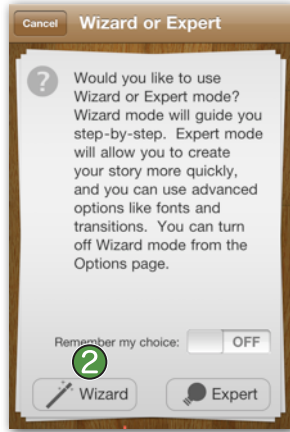 Cancel Wizard or Expert
?
Would you like to use
Wizard or Expert mode?
Wizard mode will guide you
step-by-step. Expert mode
will allow you to create
your story more quickly,
and you can use advanced
options like fonts and
transitions. You can turn
off Wizard mode from the
Options page.
Remember my choice: OFF
2
Wizard Expert